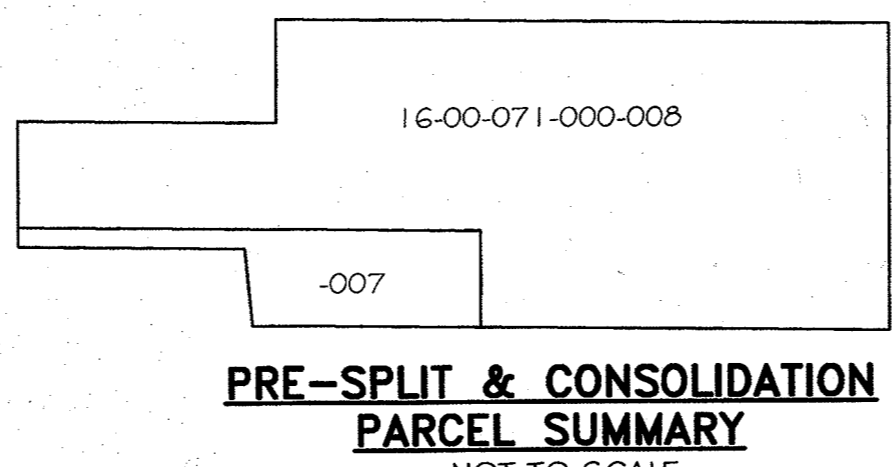 16-00-071-000-008
-007
PRE-SPLIT & CONSOLIDATION
PARCEL SUMMARY
NOT TO SCALE